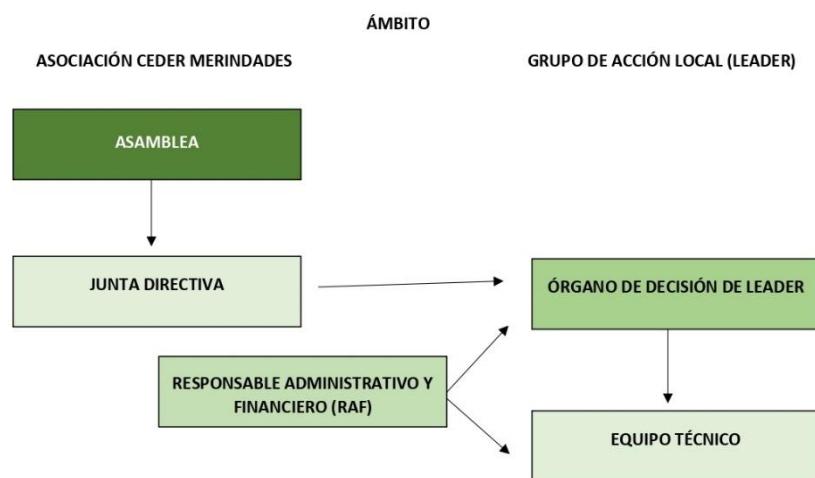 ÁMBITO
ASOCIACIÓN CEDER MERINDADES
GRUPO DE ACCIÓN LOCAL (LEADER)
ASAMBLEA
JUNTA DIRECTIVA
ÓRGANO DE DECISIÓN DE LEADER
RESPONSABLE ADMINISTRATIVO Y
FINANCIERO (RAF)
EQUIPO TÉCNICO